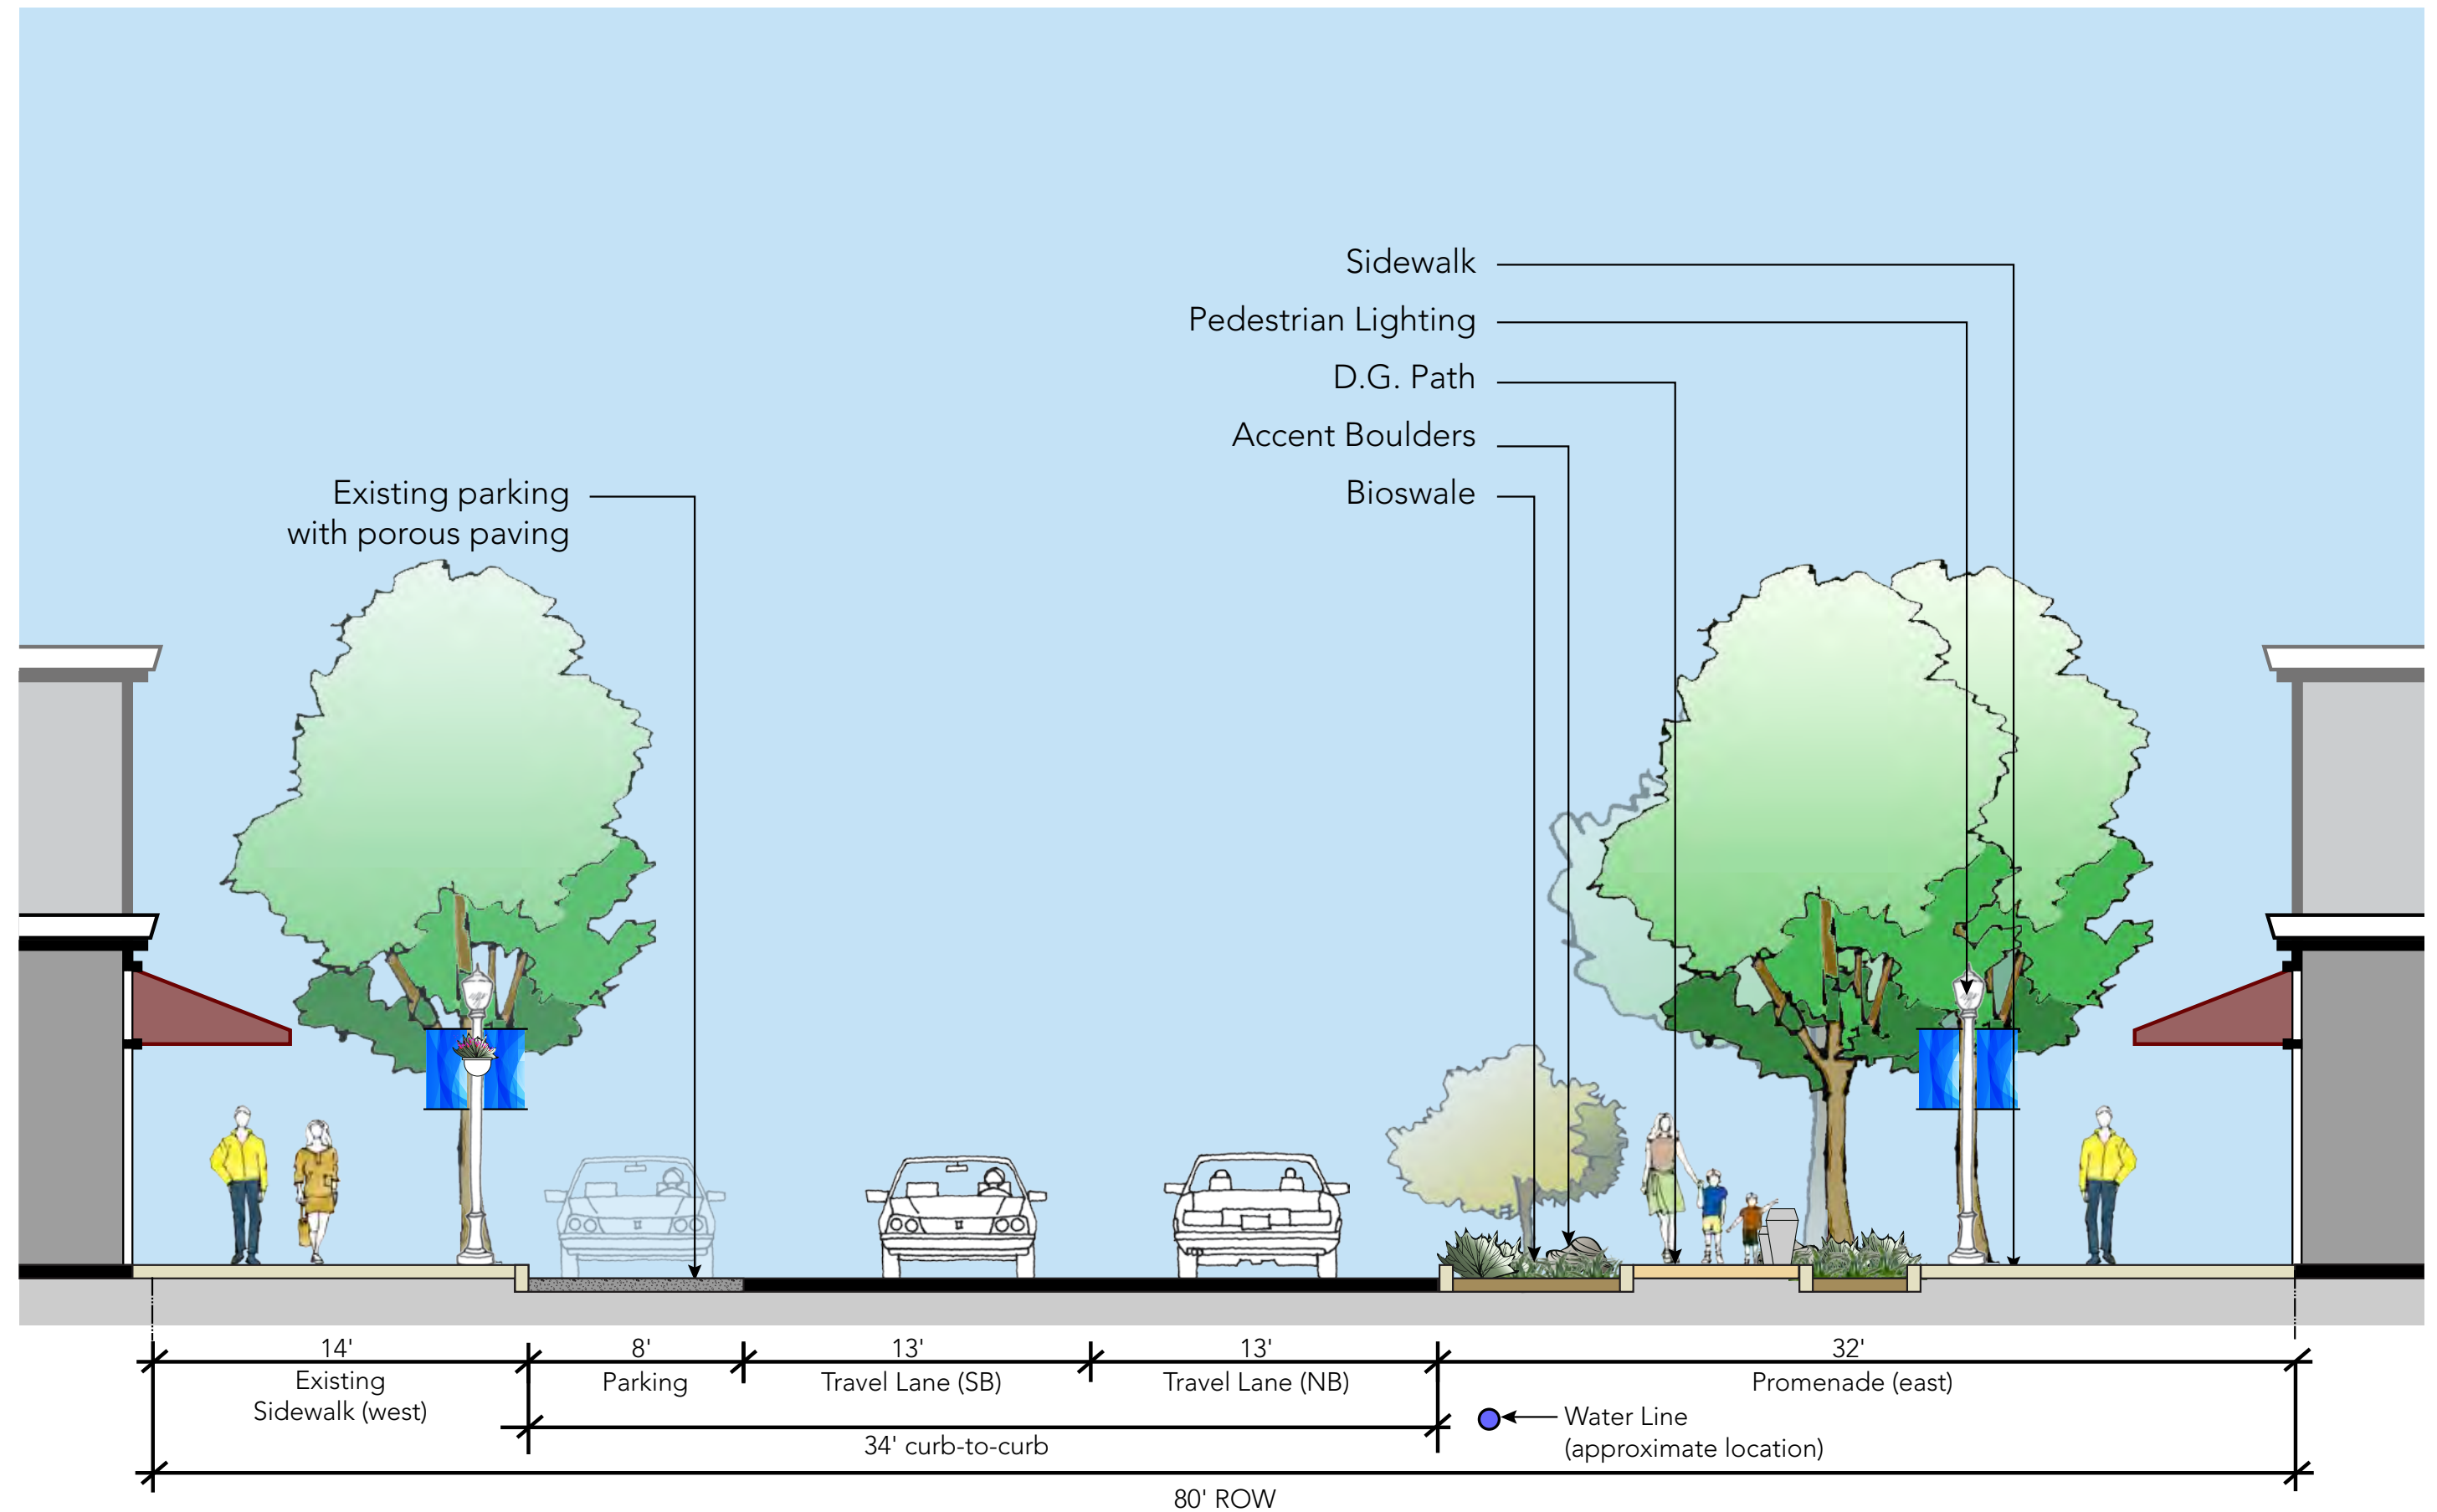 Sidewalk
Pedestrian Lighting
D.G. Path
Accent Boulders
Bioswale
Existing parking
with porous paving
14'
8'
13'
13'
32'
Existing
Sidewalk (west)
Parking
Travel Lane (SB)
Travel Lane (NB)
Promenade (east)
Water Line
(approximate location)
34' curb-to-curb
80' ROW